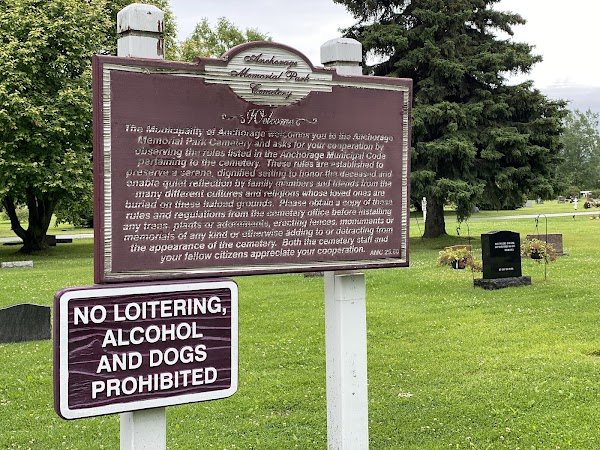 Anchorage
Memorial Park
Cemetery
Welcome
The Municipality of Anchorage welcomes you to the Anchorage
Memorial Park Cemetery and asks for your cooperation by
observing the rules listed in the Anchorage Municipal Code
pertaining to the cemetery. These rules are established to
preserve a serene, dignified setting to honor the deceased and
enable quiet reflection by family members and friends from the
many different cultures and religions whose loved ones are
buried on these halowed grounds. Please obtain a copy of these
rules and regulations from the cemetery office before installing
any trees, plants or adornments, erecting fences, monuments or
memorials of any kind or otherwise adding to or detracting from
the appearance of the cemetery. Both the cemetery staff and
your fellow citizens appreciate your cooperation.
NO LOITERING,
ALCOHOL
AND DOGS
PROHIBITED